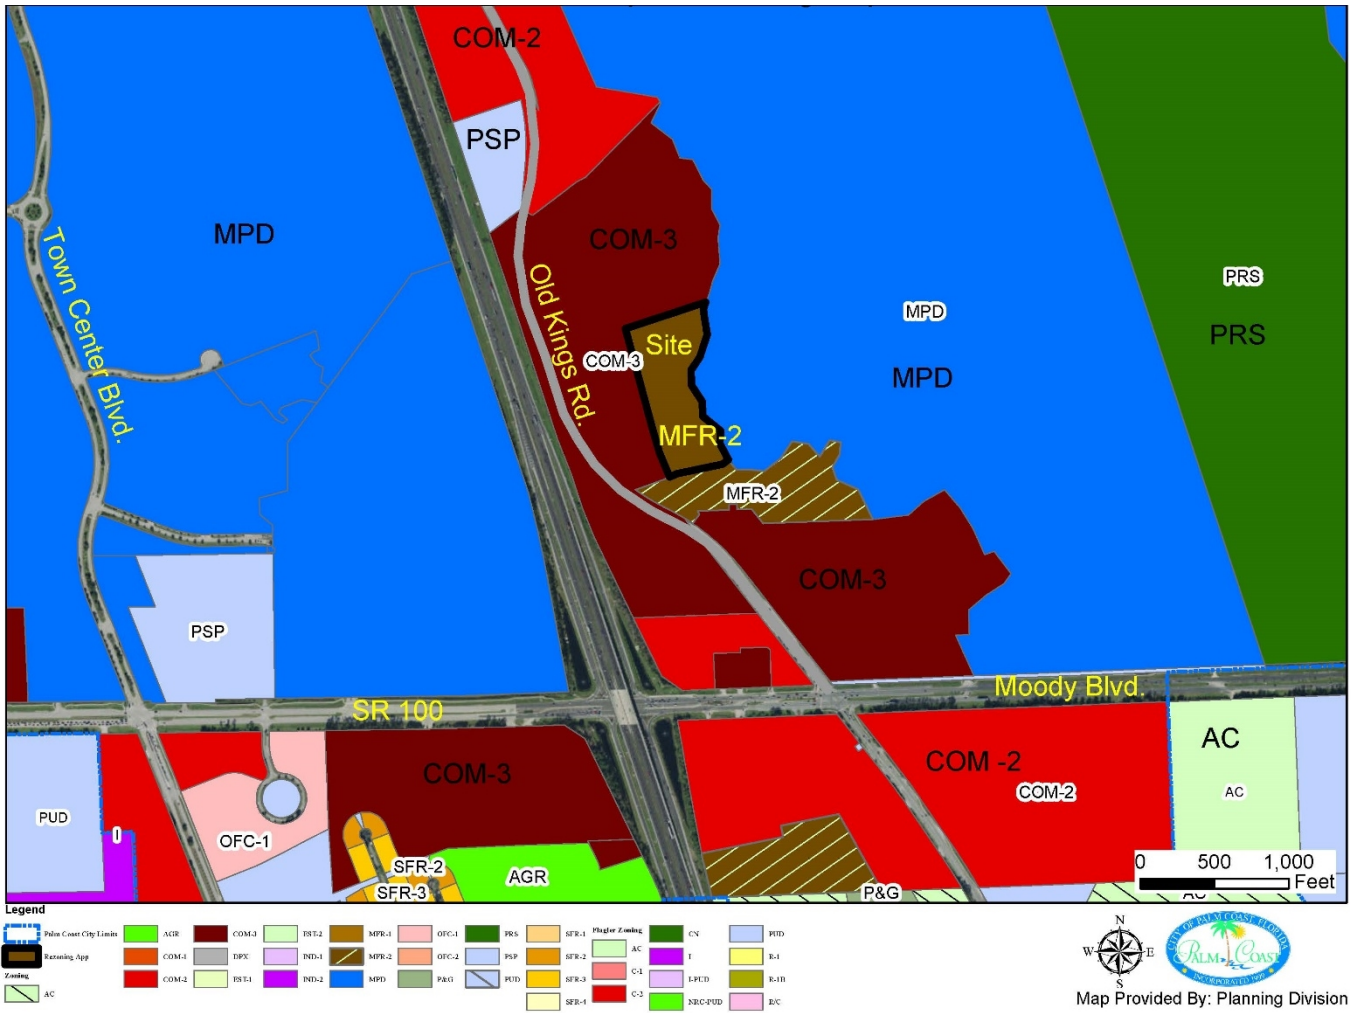 COM-2
PSP
MPD
COM-3
Town Center Blvd.
Old Kings Rd.
PRS
MPD
PRS
Site
COM-3
MPD
MFR-2
MFR-2
COM-3
PSP
Moody Blvd.
SR 100
AC
COM-3
COM -2
COM-2
AC
PUD
I
OFC-1
SFR-2
AGR
SFR-3
P&G
AC
0 500 1,000
Feet
Legend
Palm Coast City Limits
Rezoning App
Zoning
AC
AGR
COM-1
COM-2
COM-3
DPX
EST-1
EST-2
IND-1
IND-2
MFR-1
MFR-2
MPD
OFC-1
OFC-2
P&G
PRS
PSP
PUD
SFR-1
SFR-2
SFR-3
SFR-4
Flagler Zoning
AC
C-1
C-2
CN
I
I-PUD
NRC-PUD
PUD
R-1
R-1B
R/C
N
W E
S
CITY OF PALM COAST, FLORIDA
PALM COAST
INCORPORATED 1999
Map Provided By: Planning Division